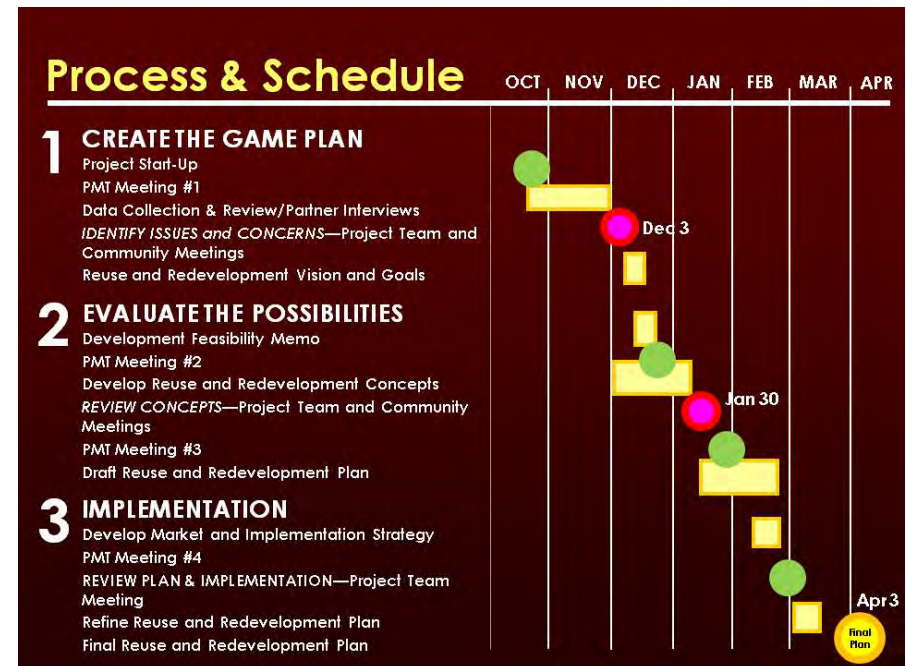 Process & Schedule
OCT NOV DEC JAN FEB MAR APR
1 CREATE THE GAME PLAN
Project Start-Up
PMT Meeting #1
Data Collection & Review/Partner Interviews
IDENTIFY ISSUES and CONCERNS—Project Team and
Community Meetings
Reuse and Redevelopment Vision and Goals
Dec 3
2 EVALUATE THE POSSIBILITIES
Development Feasibility Memo
PMT Meeting #2
Develop Reuse and Redevelopment Concepts
REVIEW CONCEPTS—Project Team and Community
Meetings
PMT Meeting #3
Draft Reuse and Redevelopment Plan
Jan 30
3 IMPLEMENTATION
Develop Market and Implementation Strategy
PMT Meeting #4
REVIEW PLAN & IMPLEMENTATION—Project Team
Meeting
Refine Reuse and Redevelopment Plan
Final Reuse and Redevelopment Plan
Apr 3
Final
Plan